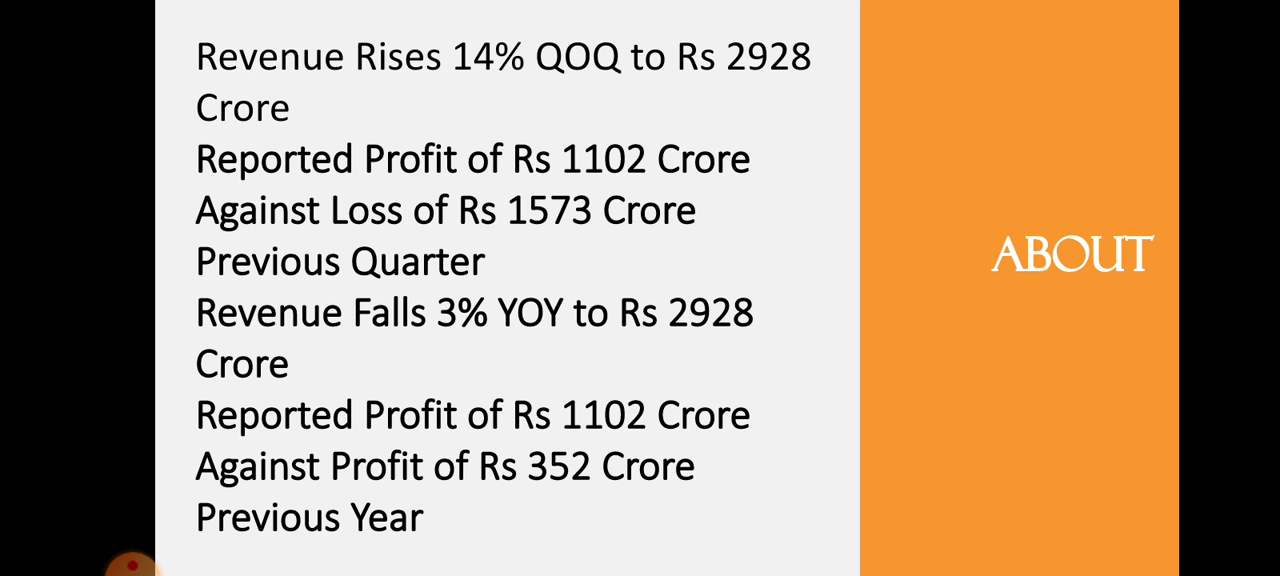 Revenue Rises 14% QOQ to Rs 2928
Crore
Reported Profit of Rs 1102 Crore
Against Loss of Rs 1573 Crore
Previous Quarter
Revenue Falls 3% YOY to Rs 2928
Crore
Reported Profit of Rs 1102 Crore
Against Profit of Rs 352 Crore
Previous Year
ABOUT